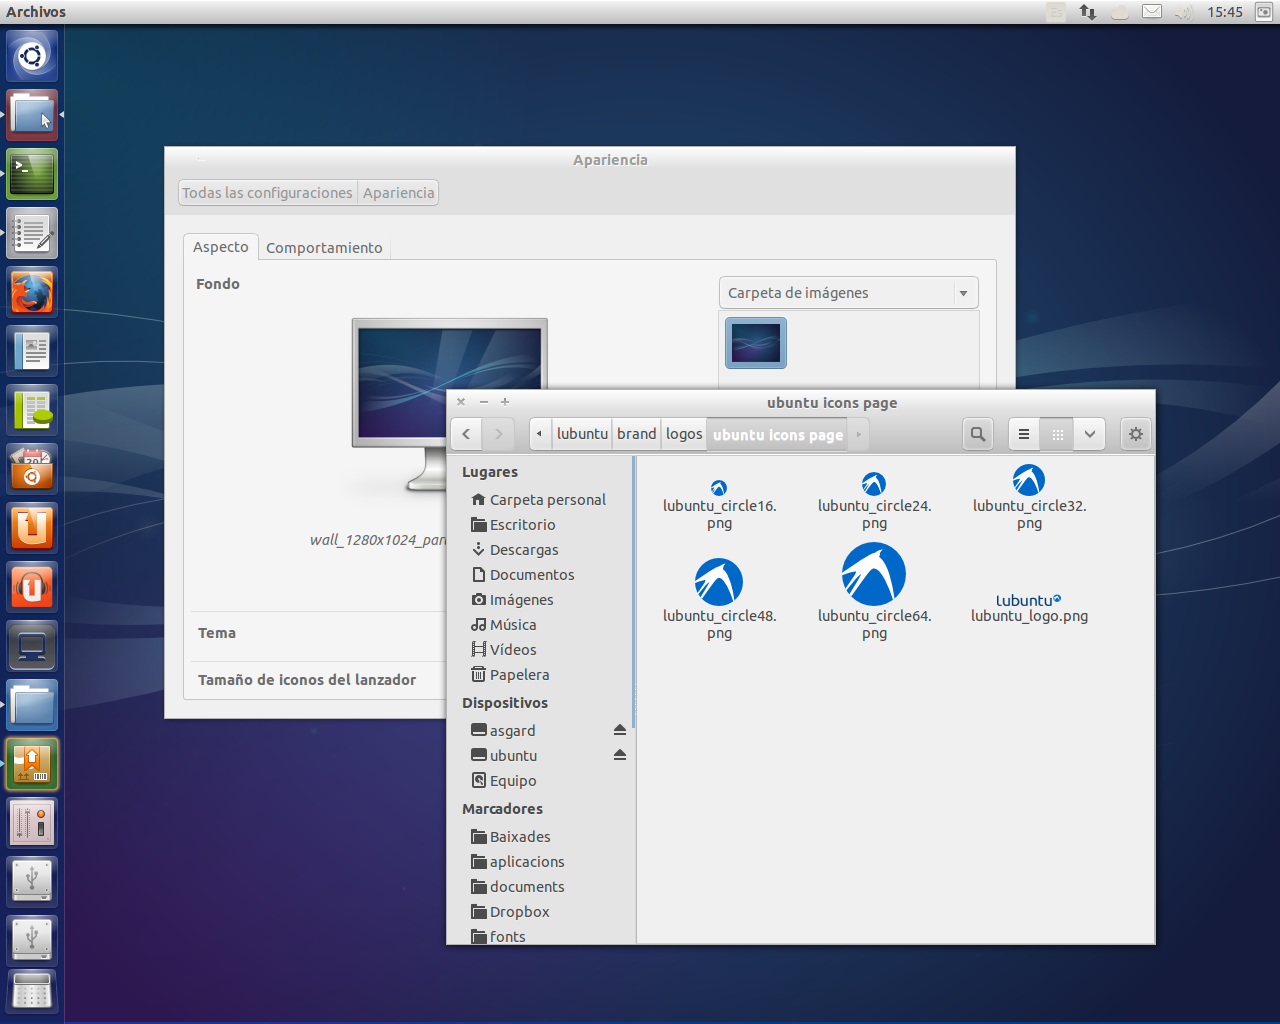 Archivos
15:45
Apariencia
Todas las configuraciones Apariencia
Aspecto Comportamiento
Fondo
Carpeta de imágenes
ubuntu icons page
lubuntu brand logos ubuntu icons page
Lugares
Carpeta personal
Escritorio
Descargas
Documentos
Imágenes
Música
Vídeos
Papelera
Dispositivos
asgard
ubuntu
Equipo
Marcadores
Baixades
aplicacions
documents
Dropbox
fonts
lubuntu_circle16.
png
lubuntu_circle24.
png
lubuntu_circle32.
png
lubuntu_circle48.
png
lubuntu_circle64.
png
lubuntu
lubuntu_logo.png
wall_1280x1024_par
Tema
Tamaño de iconos del lanzador